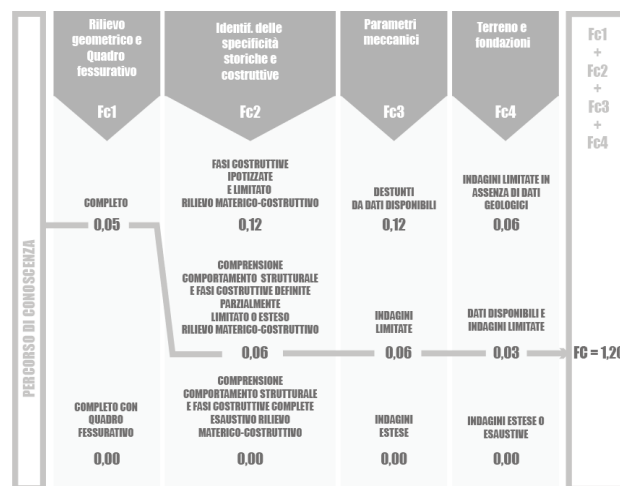 Rilievo
geometrico e
Quadro
fessurativo
Fc1
Identif. delle
specificità
storiche e
costruttive
Fc2
Parametri
meccanici
Fc3
Terreno e
fondazioni
Fc4
Fc1
+
Fc2
+
Fc3
+
Fc4
PERCORSO DI CONOSCENZA
COMPLETO
0,05
FASI COSTRUTTIVE
IPOTIZZATE
E LIMITATO
RILIEVO MATERICO-COSTRUTTIVO
0,12
DESTUNTI
DA DATI DISPONIBILI
0,12
INDAGINI LIMITATE IN
ASSENZA DI DATI
GEOLOGICI
0,06
COMPRENSIONE
COMPORTAMENTO STRUTTURALE
E FASI COSTRUTTIVE DEFINITE
PARZIALMENTE
LIMITATO O ESTESO
RILIEVO MATERICO-COSTRUTTIVO
0,06
INDAGINI
LIMITATE
0,06
DATI DISPONIBILI E
INDAGINI LIMITATE
0,03
FC = 1,20
COMPLETO CON
QUADRO
FESSURATIVO
0,00
COMPRENSIONE
COMPORTAMENTO STRUTTURALE
E FASI COSTRUTTIVE COMPLETE
ESAUSTIVO RILIEVO
MATERICO-COSTRUTTIVO
0,00
INDAGINI
ESTESE
0,00
INDAGINI ESTESE O
ESAUSTIVE
0,00